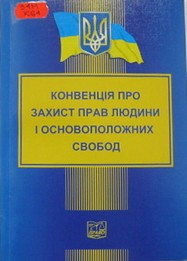 КОНВЕНЦІЯ ПРО
ЗАХИСТ ПРАВ ЛЮДИНИ
І ОСНОВОПОЛОЖНИХ
СВОБОД